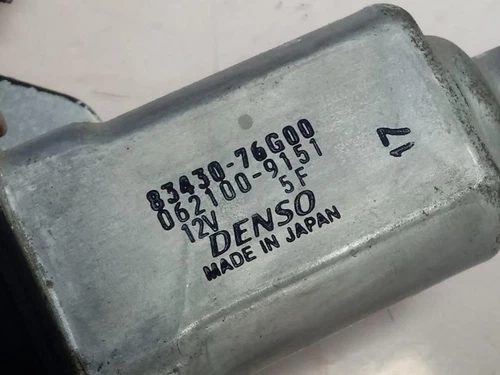 83430-76G00
062100-9151
12V 5F
DENSO
MADE IN JAPAN
17